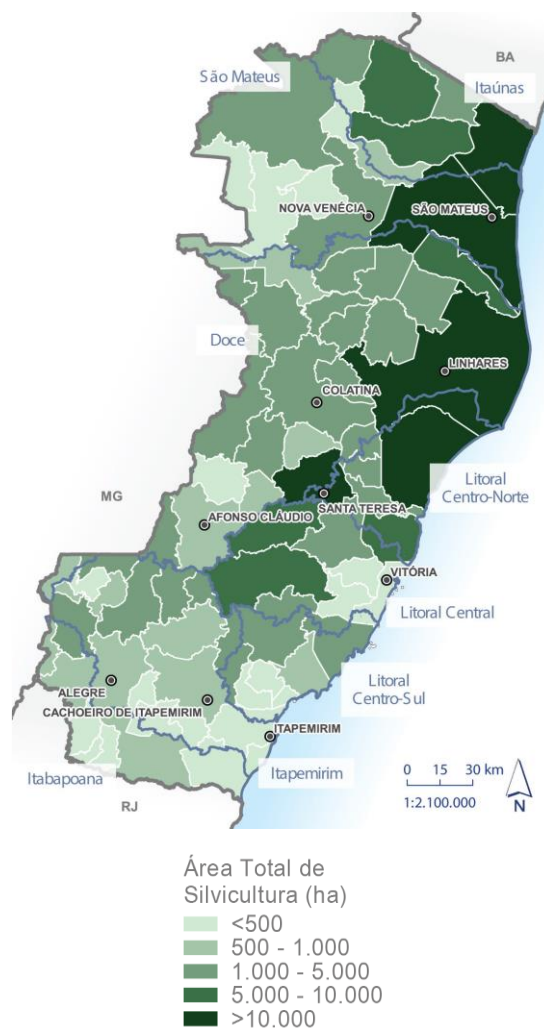 BA
São Mateus
Itaúnas
NOVA VENÉCIA
SÃO MATEUS
Doce
LINHARES
COLATINA
MG
Litoral
Centro-Norte
SANTA TERESA
AFONSO CLÁUDIO
VITÓRIA
Litoral Central
Litoral
Centro-Sul
ALEGRE
CACHOEIRO DE ITAPEMIRIM
ITAPEMIRIM
Itabapoana
Itapemirim
RJ
0 15 30 km
1:2.100.000
N
Área Total de
Silvicultura (ha)
<500
500 - 1.000
1.000 - 5.000
5.000 - 10.000
>10.000